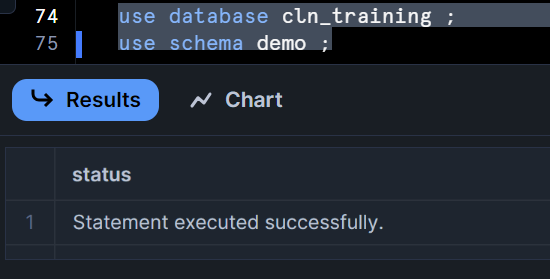 74 use database cln_training ;
75 use schema demo ;
Results Chart
status
1 Statement executed successfully.